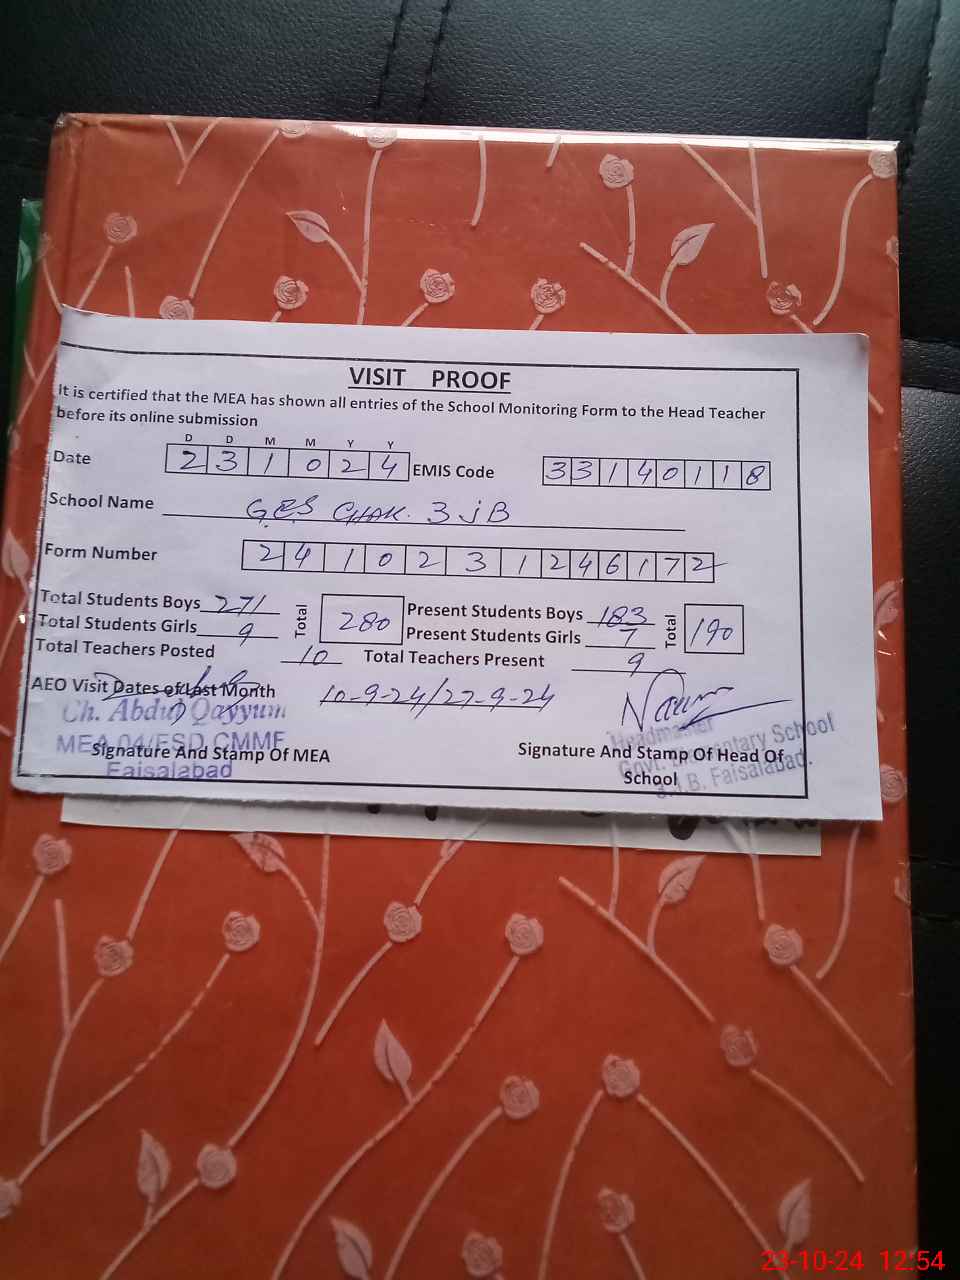 VISIT PROOF
It is certified that the MEA has shown all entries of the School Monitoring Form to the Head Teacher
before its online submission
D D M M Y Y
Date 2 3 1 0 2 4 EMIS Code 3 3 1 4 0 1 1 8
School Name G.E.S CHAK. 3 JB
Form Number 2 4 1 0 2 3 1 2 4 6 1 7 2
Total Students Boys 271 Total 280 Present Students Boys 183 Total 190
Total Students Girls 9 Present Students Girls 7
Total Teachers Posted 10 Total Teachers Present 9
AEO Visit Dates of Last Month 10-9-24/27-9-24
Ch. Abdul Qayyum
MEA 04/FSD CMMF
Faisalabad
Signature And Stamp Of MEA
Headmaster
Govt. Elementary School
J.B. Faisalabad.
Signature And Stamp Of Head Of
School
23-10-24 12:54